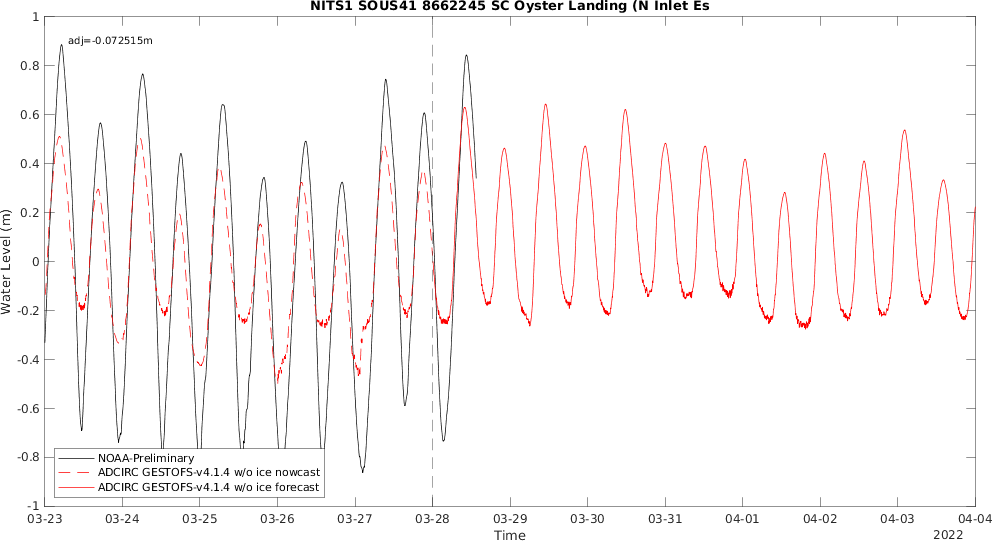 NITS1 SOUS41 8662245 SC Oyster Landing (N Inlet Es
adj=-0.072515m
Water Level (m)
1
0.8
0.6
0.4
0.2
0
-0.2
-0.4
-0.6
-0.8
-1
NOAA-Preliminary
ADCIRC GESTOFS-v4.1.4 w/o ice nowcast
ADCIRC GESTOFS-v4.1.4 w/o ice forecast
03-23 03-24 03-25 03-26 03-27 03-28 03-29 03-30 03-31 04-01 04-02 04-03 04-04
Time
2022